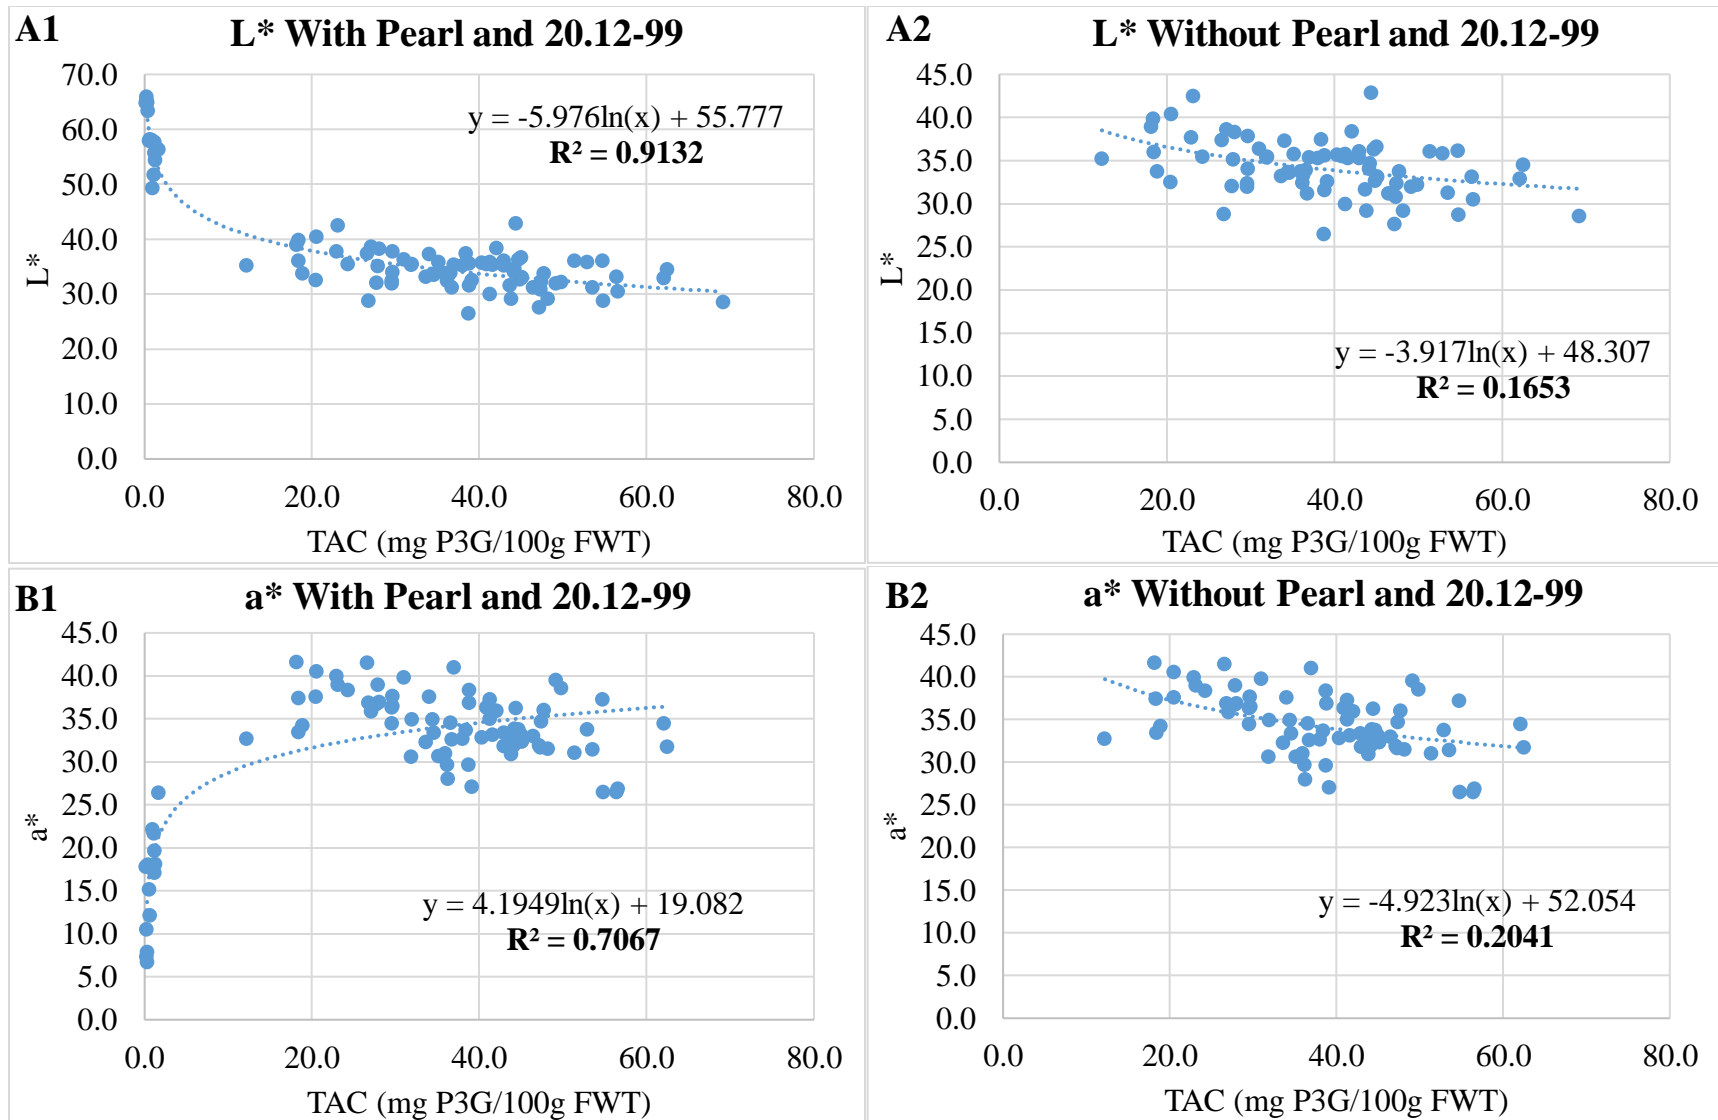 A1
L* With Pearl and 20.12-99
70.0
60.0
50.0
40.0
30.0
20.0
10.0
0.0
L*
y = -5.976ln(x) + 55.777
R² = 0.9132
0.0 20.0 40.0 60.0 80.0
TAC (mg P3G/100g FWT)
A2
L* Without Pearl and 20.12-99
45.0
40.0
35.0
30.0
25.0
20.0
15.0
10.0
5.0
0.0
L*
y = -3.917ln(x) + 48.307
R² = 0.1653
0.0 20.0 40.0 60.0 80.0
TAC (mg P3G/100g FWT)
B1
a* With Pearl and 20.12-99
45.0
40.0
35.0
30.0
25.0
20.0
15.0
10.0
5.0
0.0
a*
y = 4.1949ln(x) + 19.082
R² = 0.7067
0.0 20.0 40.0 60.0 80.0
TAC (mg P3G/100g FWT)
B2
a* Without Pearl and 20.12-99
45.0
40.0
35.0
30.0
25.0
20.0
15.0
10.0
5.0
0.0
a*
y = -4.923ln(x) + 52.054
R² = 0.2041
0.0 20.0 40.0 60.0 80.0
TAC (mg P3G/100g FWT)